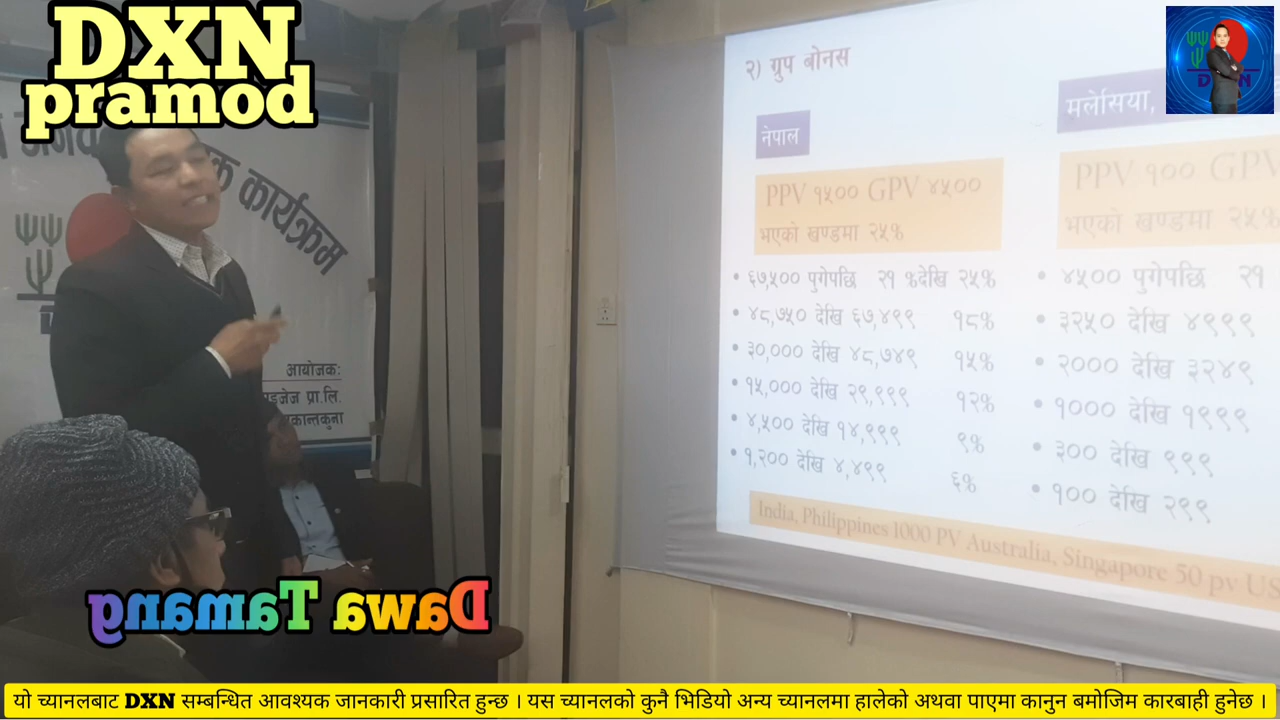 DXN
pramod
कार्यक्रम
आयोजकः
प्रा.लि.
२) ग्रुप बोनस
नेपाल
PPV १५०० GPV ४५००
भएको खण्डमा २५%
• ६७,५०० पुगेपछि २१ %देखि २५%
• ४८,७५० देखि ६७,४९९ १८%
• ३०,००० देखि ४८,७४९ १५%
• १५,००० देखि २९,९९९ १२%
• ४,५०० देखि १४,९९९ ९%
• १,२०० देखि ४,४९९ ६%
मलेसिया,
PPV १०० GPV
भएको खण्डमा २५%
• ४५०० पुगेपछि २१
• ३२५० देखि ४९९९
• २००० देखि ३२४९
• १००० देखि १९९९
• ३०० देखि ९९९
• १०० देखि २९९
India, Philippines 1000 PV Australia, Singapore 50 pv US
Dawa Tamang
यो च्यानलबाट DXN सम्बन्धित आवश्यक जानकारी प्रसारित हुन्छ । यस च्यानलको कुनै भिडियो अन्य च्यानलमा हालेको अथवा पाएमा कानुन बमोजिम कारबाही हुनेछ ।